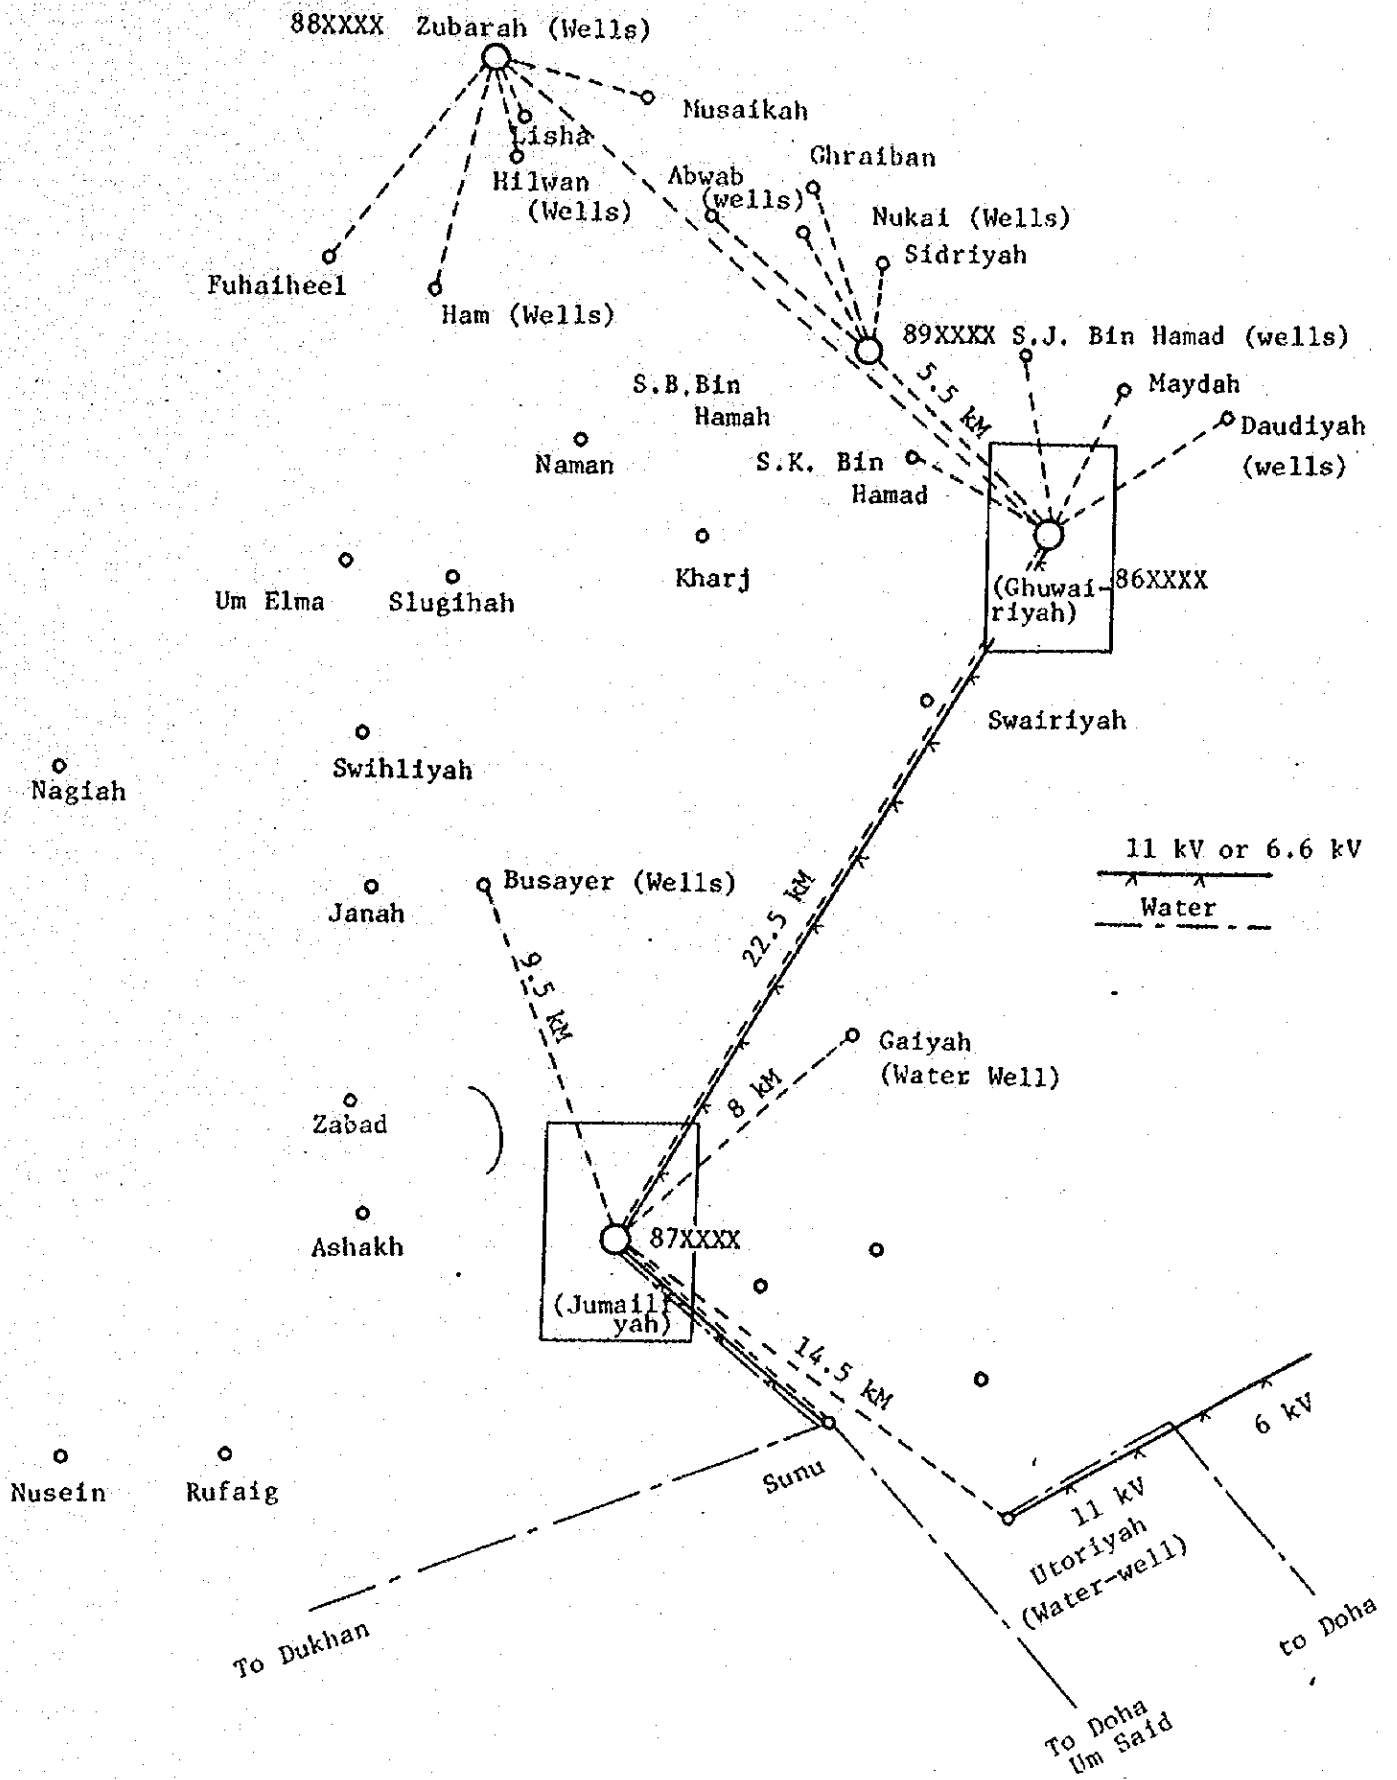 88XXXX Zubarah (Wells)
Musaikah
Lisha
Hilwan
(Wells)
Abwab
(wells)
Ghraiban
Nukai (Wells)
Sidriyah
Fuhaiheel
Ham (Wells)
89XXXX S.J. Bin Hamad (wells)
5.5 kM
Maydah
S.B.Bin
Hamah
Daudiyah
(wells)
Naman
S.K. Bin
Hamad
Kharj
Um Elma
Slugihah
(Ghuwai-
riyah)
86XXXX
Swairiyah
Swihliyah
Nagiah
11 kV or 6.6 kV
Water
Janah
Busayer (Wells)
22.5 kM
9.5 kM
Gaiyah
(Water Well)
8 kM
Zabad
Ashakh
87XXXX
(Jumaili
yah)
14.5 kM
6 kV
Sunu
11 kV
Utoriyah
(Water-well)
Nusein
Rufaig
To Dukhan
to Doha
To Doha
Um Said